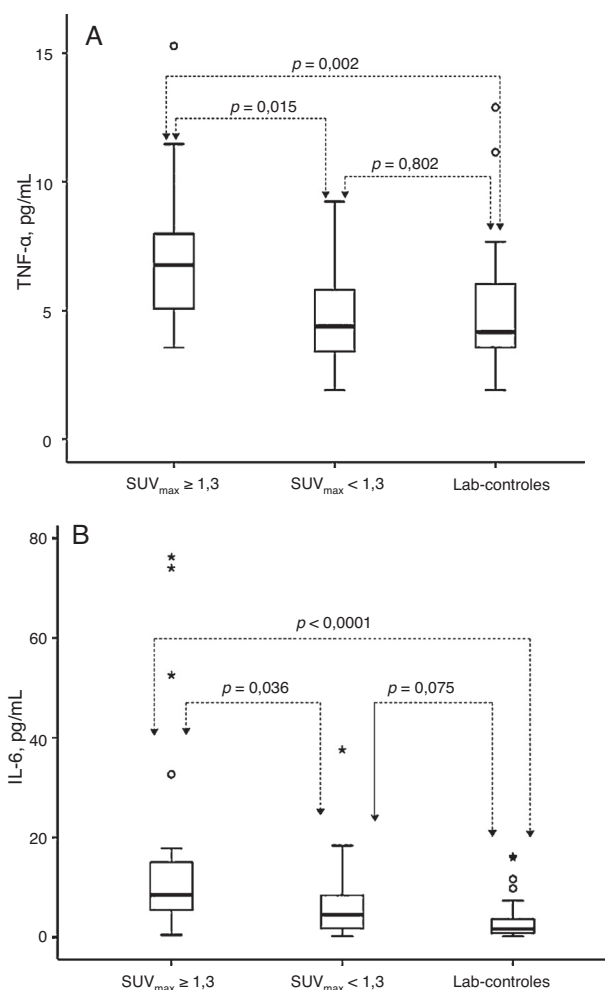 A
15
10
5
0
TNF-α, pg/mL
p = 0,002
p = 0,015
p = 0,802
SUVmax ≥ 1,3
SUVmax < 1,3
Lab-controles
B
80
60
40
20
0
IL-6, pg/mL
p < 0,0001
p = 0,036
p = 0,075
SUVmax ≥ 1,3
SUVmax < 1,3
Lab-controles